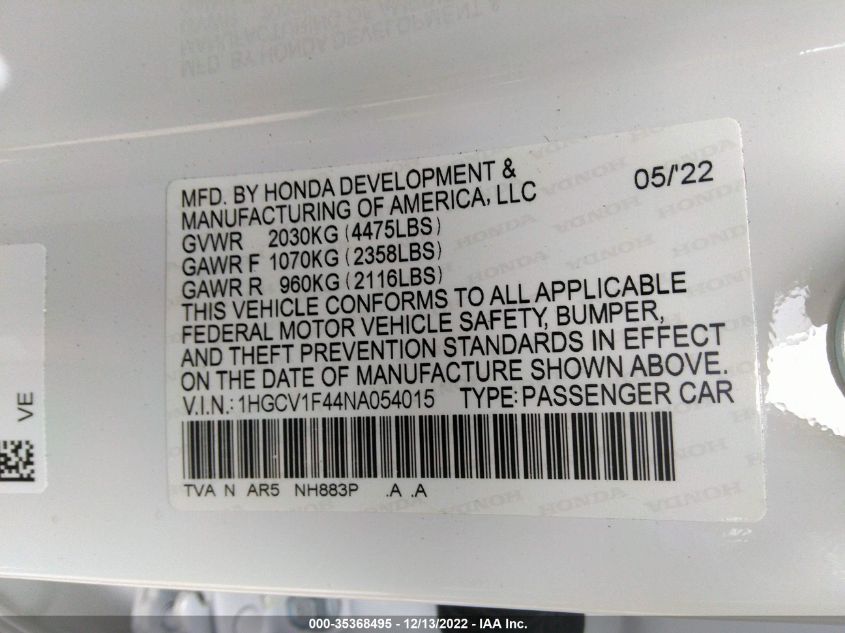 MFD. BY HONDA DEVELOPMENT &
MANUFACTURING OF AMERICA, LLC
05/'22
GVWR 2030KG (4475LBS)
GAWR F 1070KG (2358LBS)
GAWR R 960KG (2116LBS)
THIS VEHICLE CONFORMS TO ALL APPLICABLE
FEDERAL MOTOR VEHICLE SAFETY, BUMPER,
AND THEFT PREVENTION STANDARDS IN EFFECT
ON THE DATE OF MANUFACTURE SHOWN ABOVE.
V.I.N.: 1HGCV1F44NA054015 TYPE: PASSENGER CAR
TVA N AR5 NH883P .A .A
VE
000-35368495 - 12/13/2022 - IAA Inc.